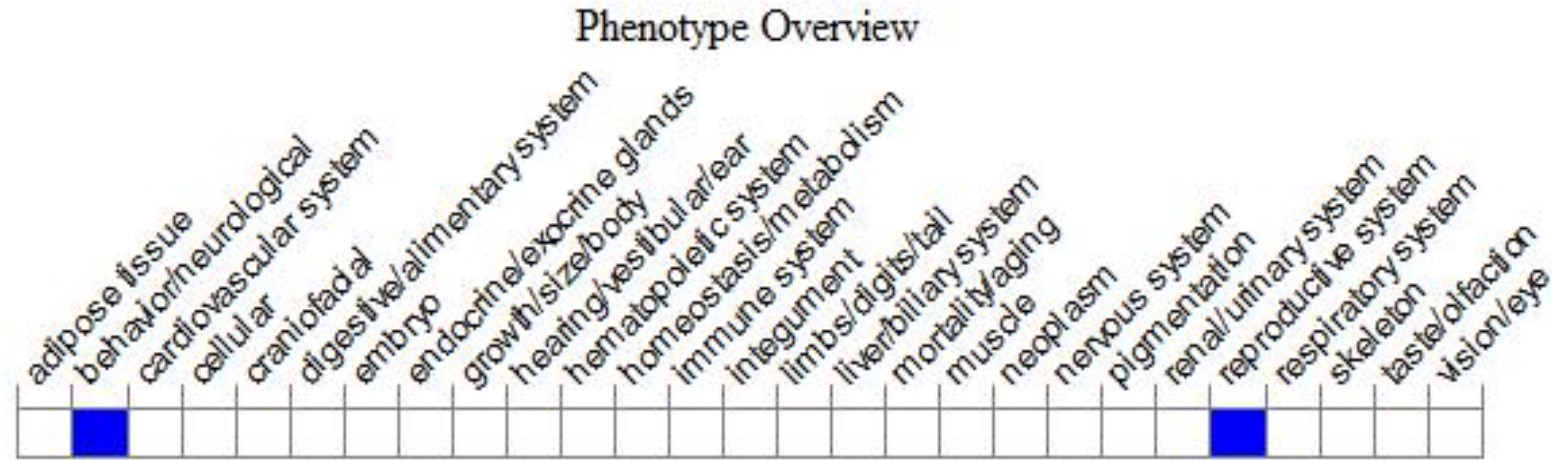 Phenotype Overview
adipose tissue
behavior/neurological
cardiovascular system
cellular
craniofacial
digestive/alimentary system
embryo
endocrine/exocrine glands
growth/size/body
hearing/vestibular/ear
hematopoietic system
homeostasis/metabolism
immune system
integument
limbs/digits/tail
liver/biliary system
mortality/aging
muscle
neoplasm
nervous system
pigmentation
renal/urinary system
reproductive system
respiratory system
skeleton
taste/olfaction
vision/eye